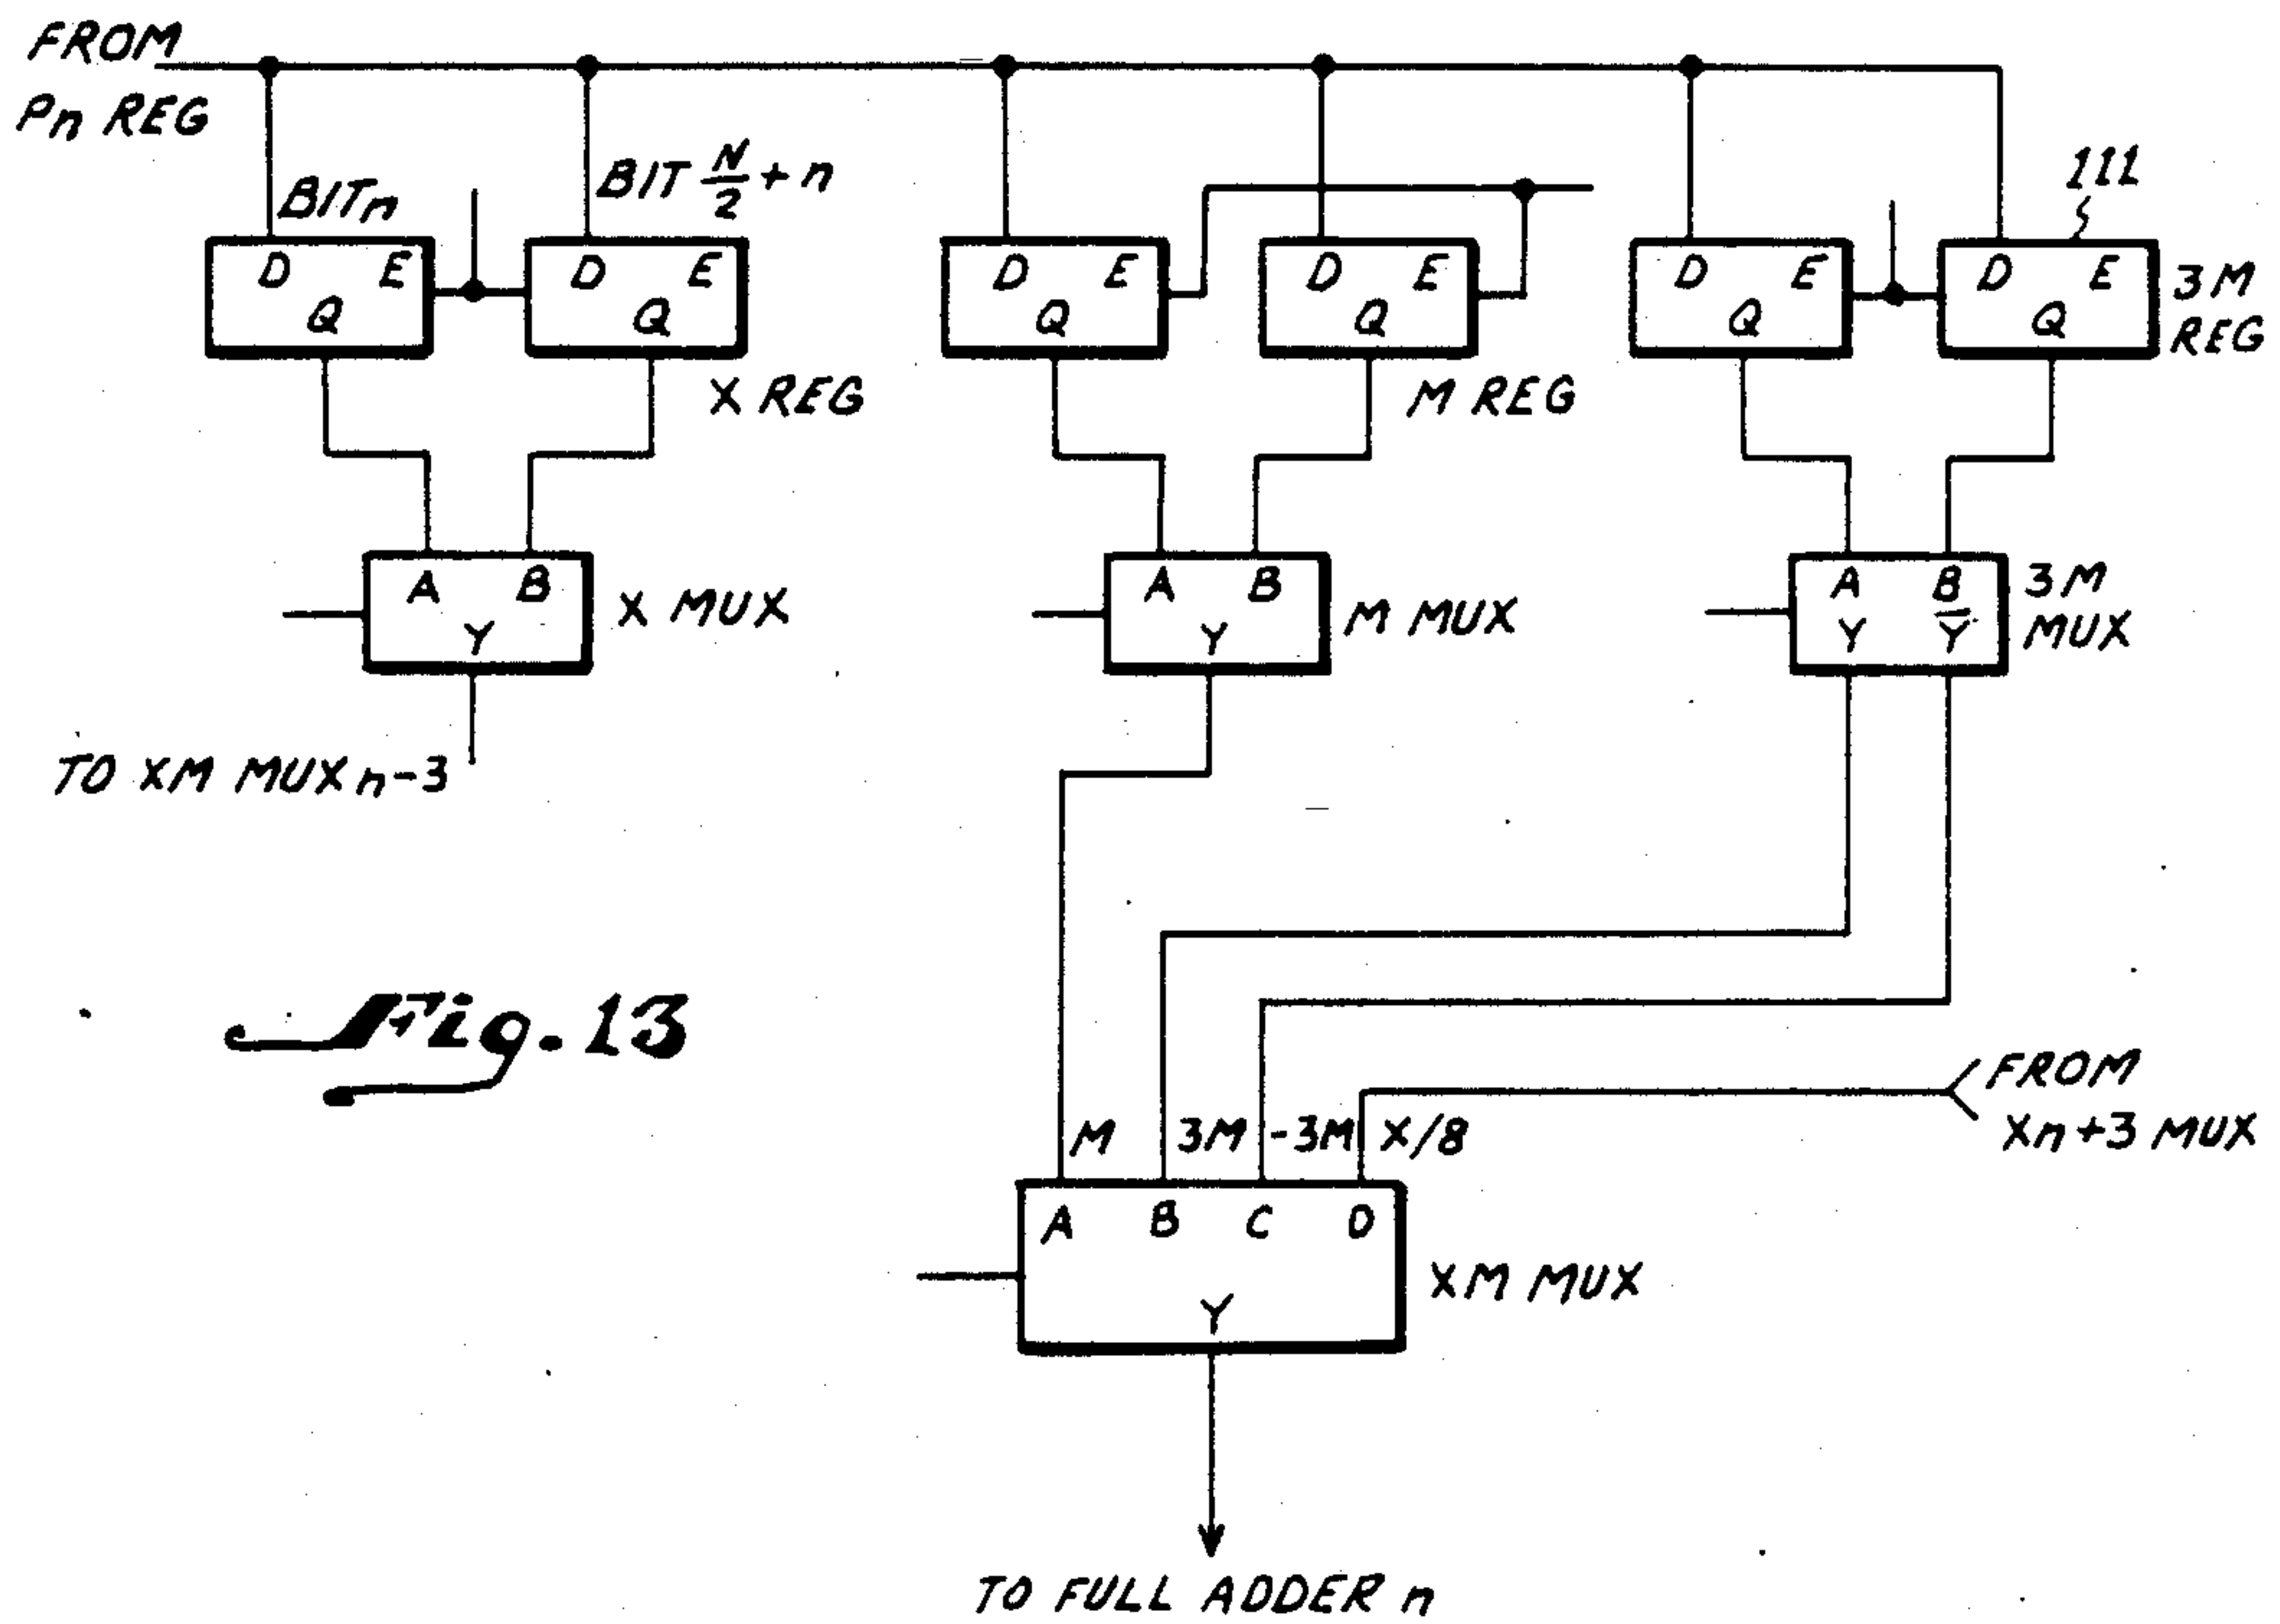 FROM
Pn REG
BITn
BIT N/2 + n
111
D E
Q
D E
Q
D E
Q
D E
Q
D E
Q
D E
Q
3M
REG
X REG
M REG
A B
Y
X MUX
A B
Y
M MUX
A B
Y Y̅
3M
MUX
TO XM MUX n-3
Fig. 13
FROM
Xn+3 MUX
M 3M -3M X/8
A B C D
Y
XM MUX
TO FULL ADDER n